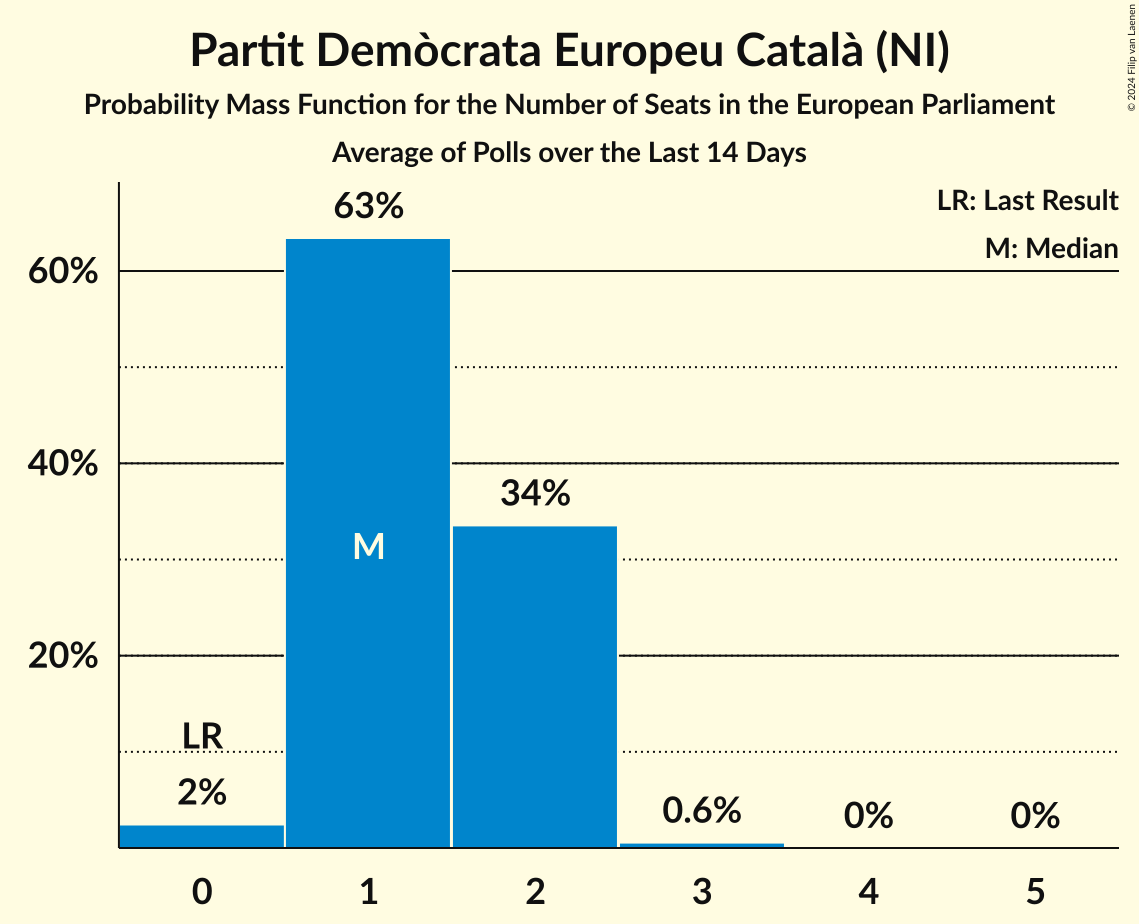 Partit Demòcrata Europeu Català (NI)
Probability Mass Function for the Number of Seats in the European Parliament
Average of Polls over the Last 14 Days
© 2024 Filip van Laenen
LR: Last Result
M: Median
63%
60%
40%
34%
M
20%
LR
2%
0.6%
0%
0%
0
1
2
3
4
5